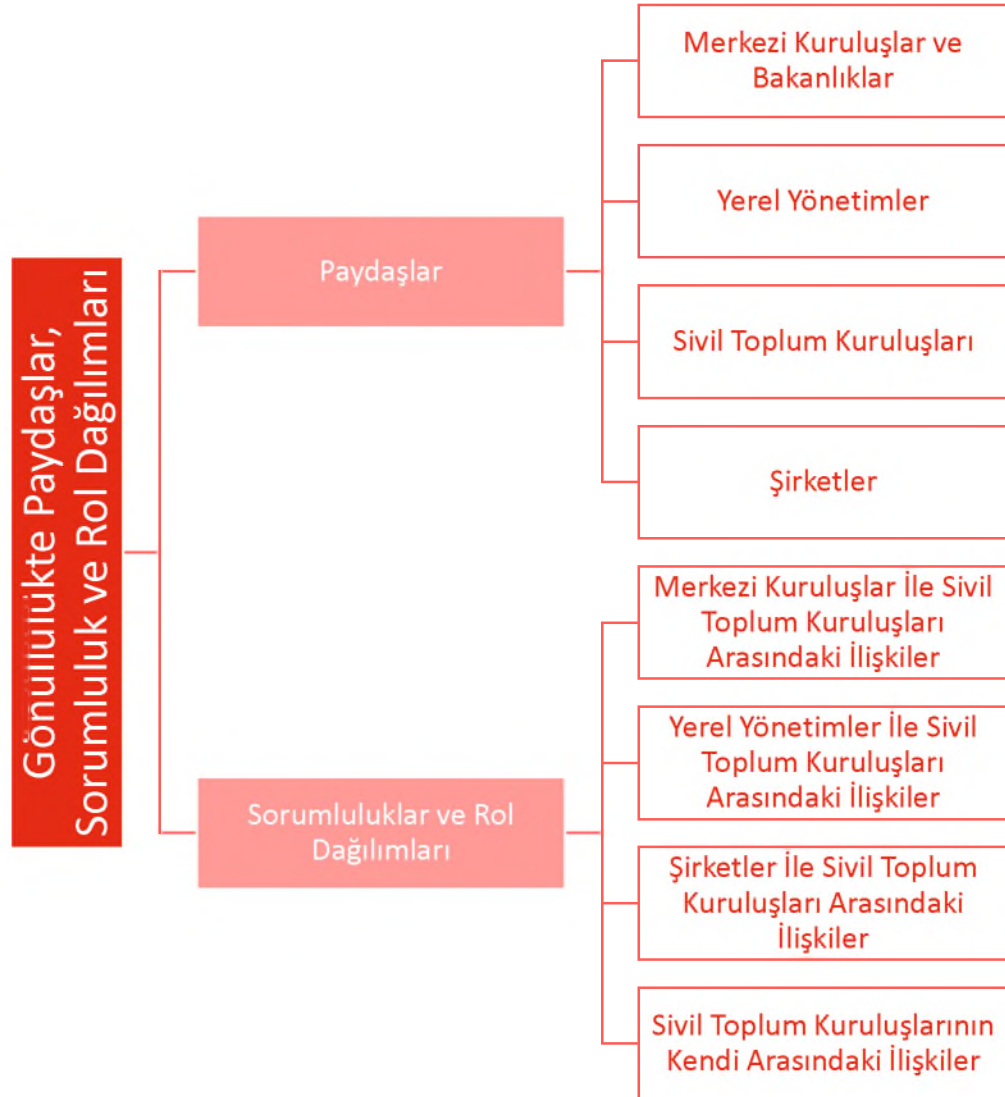 Gönüllülükte Paydaşlar,
Sorumluluk ve Rol Dağılımları
Paydaşlar
Merkezi Kuruluşlar ve
Bakanlıklar
Yerel Yönetimler
Sivil Toplum Kuruluşları
Şirketler
Sorumluluklar ve Rol
Dağılımları
Merkezi Kuruluşlar İle Sivil
Toplum Kuruluşları
Arasındaki İlişkiler
Yerel Yönetimler İle Sivil
Toplum Kuruluşları
Arasındaki İlişkiler
Şirketler İle Sivil Toplum
Kuruluşları Arasındaki
İlişkiler
Sivil Toplum Kuruluşlarının
Kendi Arasındaki İlişkiler